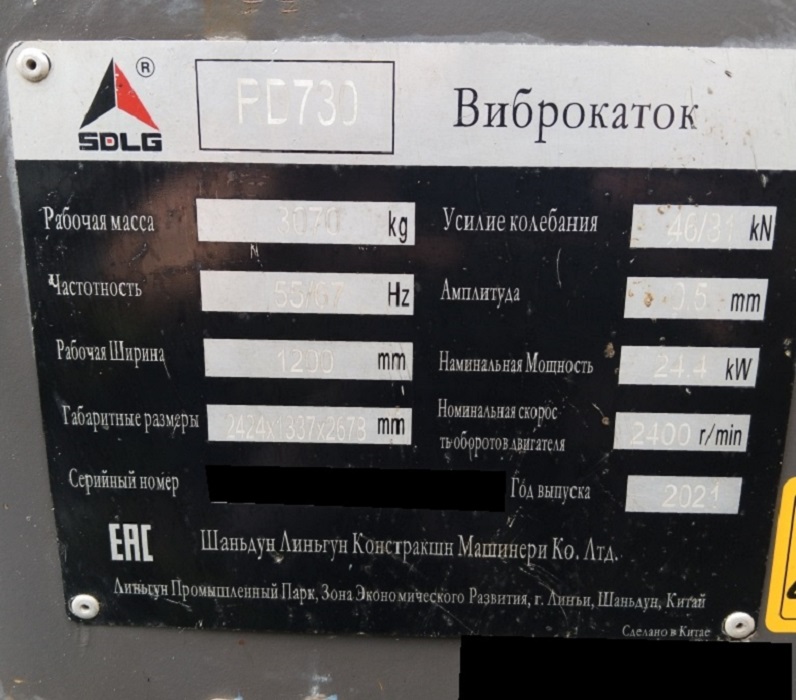 ® SDLG RD730 Виброкаток
Рабочая масса 3070 kg Усилие колебания 46/31 kN
Частотность 55/67 Hz Амплитуда 0.5 mm
Рабочая Ширина 1200 mm Наминальная Мощность 24.4 kW
Габаритные размеры 2424x1337x2673 mm Номинальная скорос
ть оборотов двигателя 2400 r/min
Серийный номер Год выпуска 2021
EAC Шаньдун Линьгун Констракшн Машинери Ко. Лтд.
Линьгун Промышленный Парк, Зона Экономического Развития, г. Линьи, Шаньдун, Китай
Сделано в Китае